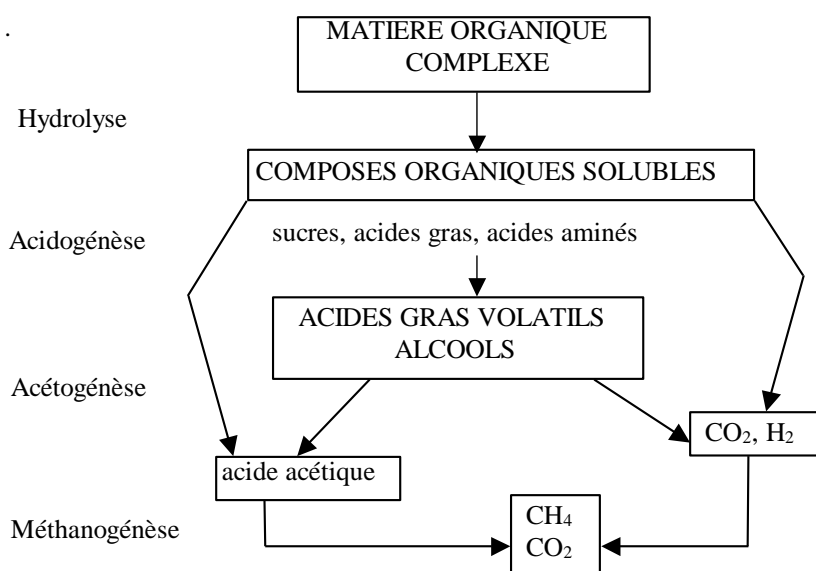 .
MATIERE ORGANIQUE
COMPLEXE
Hydrolyse
COMPOSES ORGANIQUES SOLUBLES
Acidogénèse
sucres, acides gras, acides aminés
ACIDES GRAS VOLATILS
ALCOOLS
Acétogénèse
CO₂, H₂
acide acétique
Méthanogénèse
CH₄
CO₂